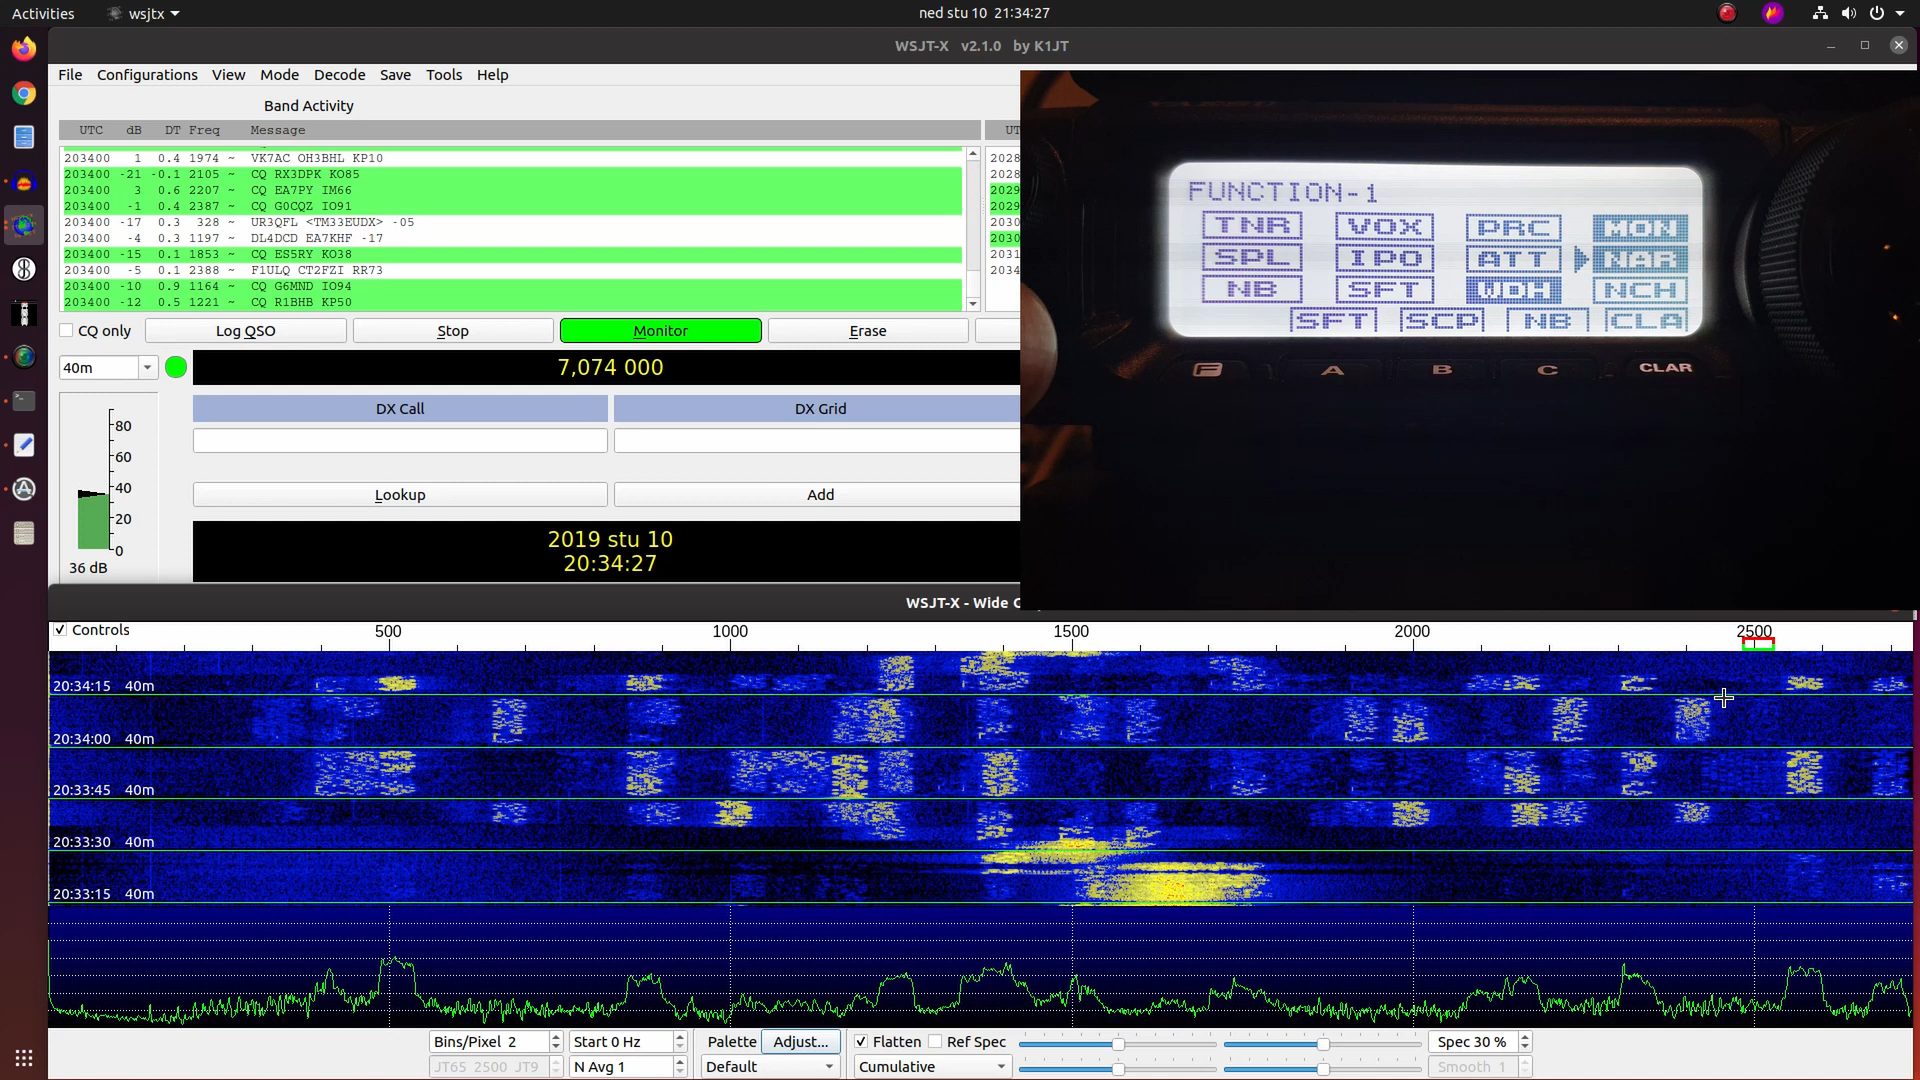 Activities wsjtx ned stu 10 21:34:27
WSJT-X v2.1.0 by K1JT
File Configurations View Mode Decode Save Tools Help
Band Activity
UTC dB DT Freq Message
203400 1 0.4 1974 ~ VK7AC OH3BHL KP10 2028
203400 -21 -0.1 2105 ~ CQ RX3DPK KO85 2028
203400 3 0.6 2207 ~ CQ EA7PY IM66 2029
203400 -1 0.4 2387 ~ CQ G0CQZ IO91 2029
203400 -17 0.3 328 ~ UR3QFL <TM33EUDX> -05 2030
203400 -4 0.3 1197 ~ DL4DCD EA7KHF -17 2030
203400 -15 0.1 1853 ~ CQ ES5RY KO38 2031
203400 -5 0.1 2388 ~ F1ULQ CT2FZI RR73 2034
203400 -10 0.9 1164 ~ CQ G6MND IO94
203400 -12 0.5 1221 ~ CQ R1BHB KP50
CQ only Log QSO Stop Monitor Erase
40m 7,074 000
DX Call DX Grid
80
60
40
20
0
36 dB
Lookup Add
2019 stu 10
20:34:27
FUNCTION-1
TNR VOX DRC MON
SPL IPO ATT NAR
NB SFT WDH NCH
SFT SCP NB CLA
F A B C CLAR
WSJT-X - Wide
Controls 500 1000 1500 2000 2500
20:34:15 40m
20:34:00 40m
20:33:45 40m
20:33:30 40m
20:33:15 40m
Bins/Pixel 2 Start 0 Hz Palette Adjust... Flatten Ref Spec Spec 30 %
JT65 2500 JT9 N Avg 1 Default Cumulative Smooth 1